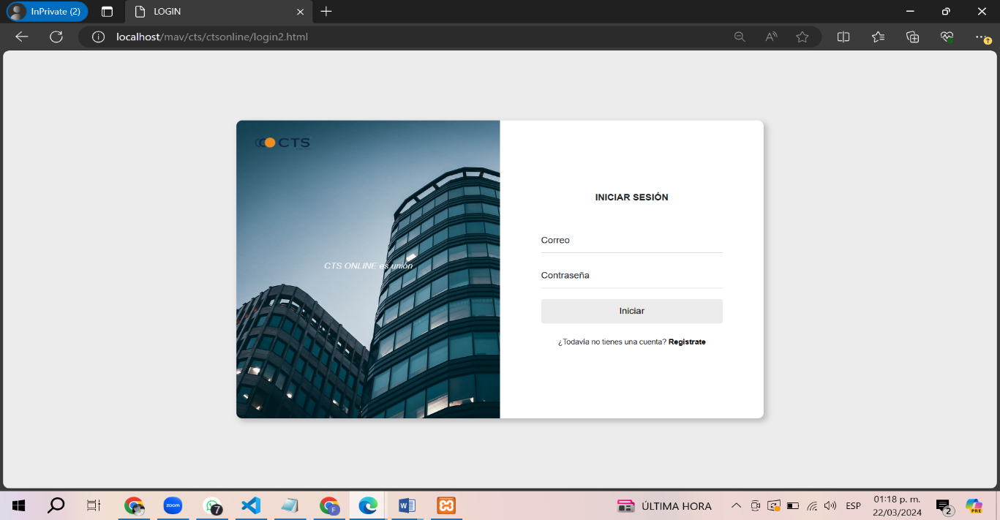 InPrivate (2)
LOGIN
localhost/mav/cts/ctsonline/login2.html
CTS
INICIAR SESIÓN
Correo
CTS ONLINE es unión
Contraseña
Iniciar
¿Todavía no tienes una cuenta? Registrate
zoom
7
F
W
ÚLTIMA HORA
ESP
01:18 p. m.
22/03/2024
2
PRE